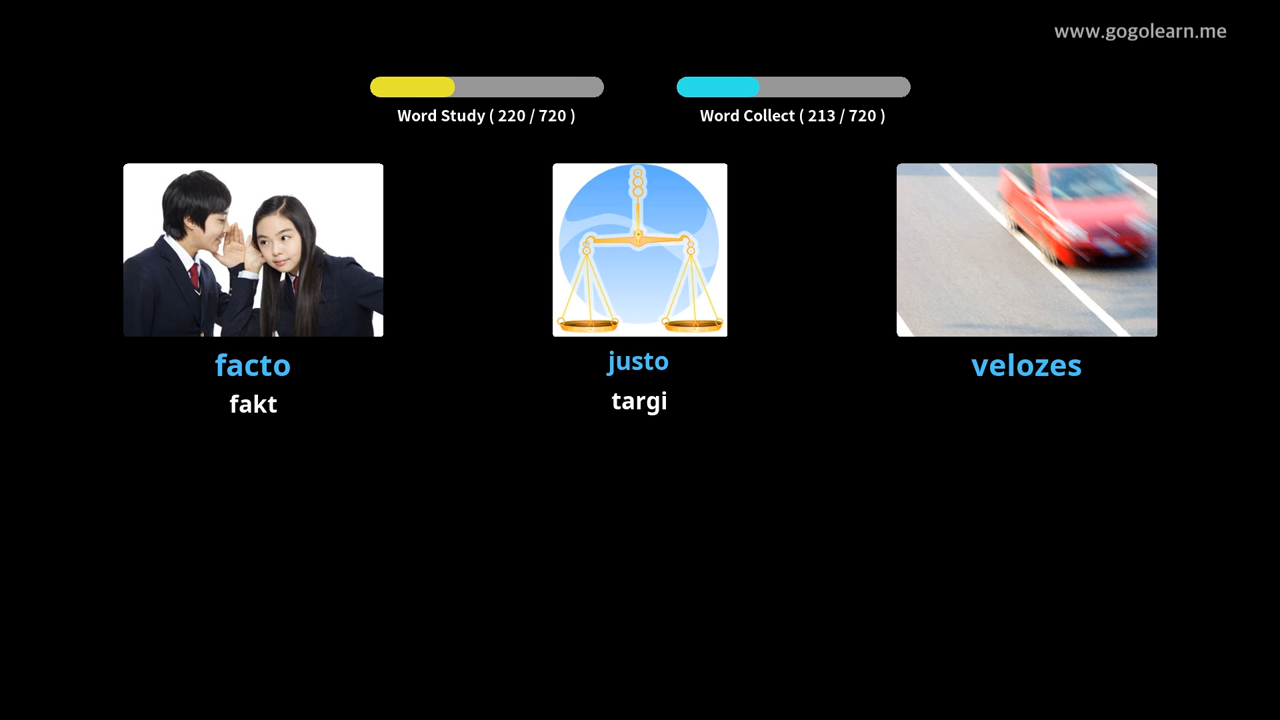 www.gogolearn.me
Word Study ( 220 / 720 )
Word Collect ( 213 / 720 )
facto
fakt
justo
targi
velozes